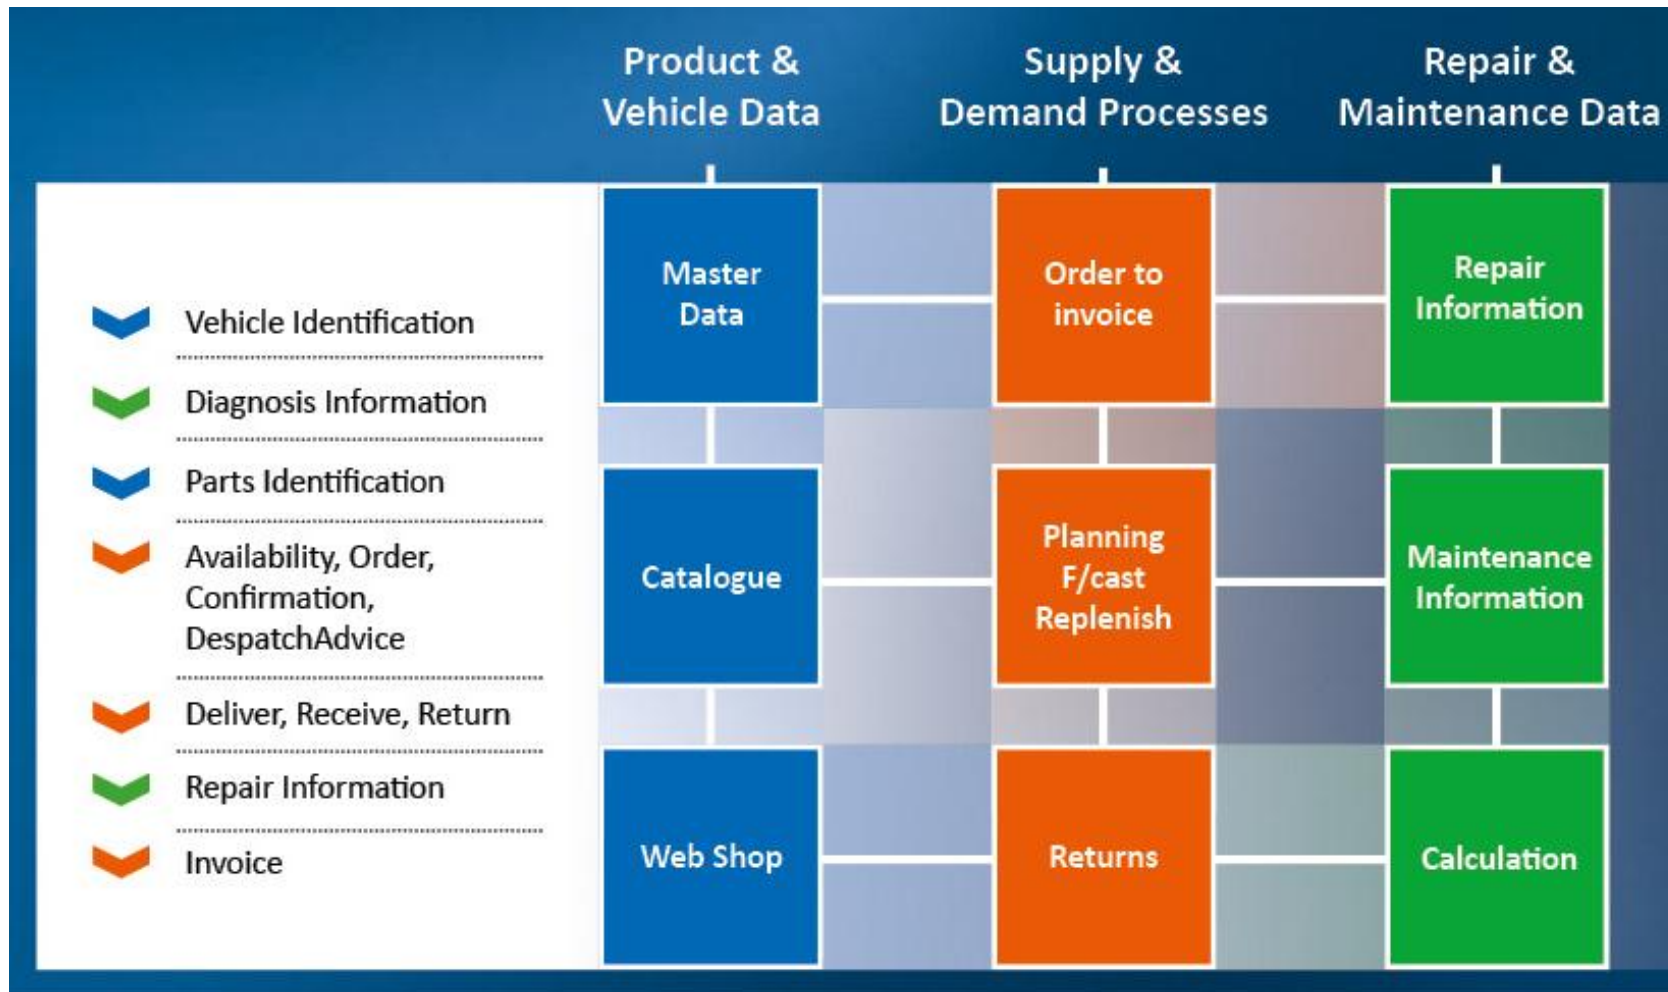 Product &
Vehicle Data
Supply &
Demand Processes
Repair &
Maintenance Data
Vehicle Identification
Diagnosis Information
Parts Identification
Availability, Order,
Confirmation,
DespatchAdvice
Deliver, Receive, Return
Repair Information
Invoice
Master
Data
Order to
invoice
Repair
Information
Catalogue
Planning
F/cast
Replenish
Maintenance
Information
Web Shop
Returns
Calculation